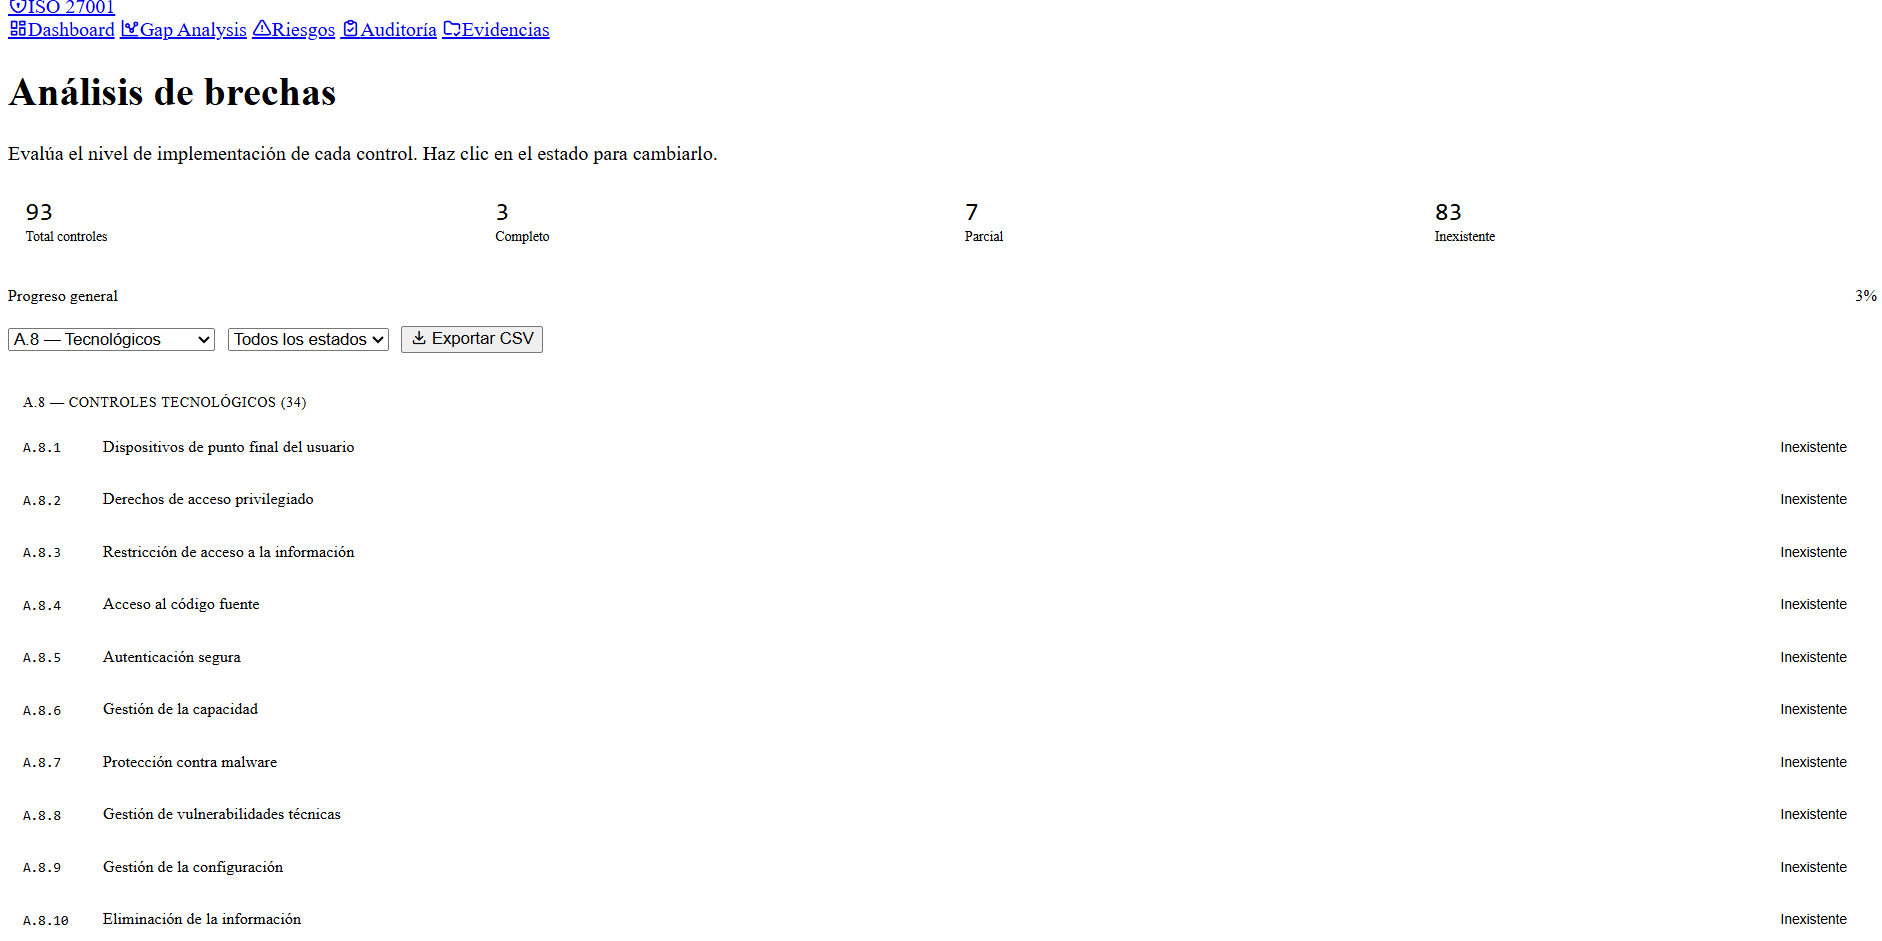 ISO 27001
Dashboard Gap Analysis Riesgos Auditoría Evidencias
Análisis de brechas
Evalúa el nivel de implementación de cada control. Haz clic en el estado para cambiarlo.
93 3 7 83
Total controles Completo Parcial Inexistente
Progreso general 3%
A.8 — Tecnológicos Todos los estados Exportar CSV
A.8 — CONTROLES TECNOLÓGICOS (34)
A.8.1 Dispositivos de punto final del usuario Inexistente
A.8.2 Derechos de acceso privilegiado Inexistente
A.8.3 Restricción de acceso a la información Inexistente
A.8.4 Acceso al código fuente Inexistente
A.8.5 Autenticación segura Inexistente
A.8.6 Gestión de la capacidad Inexistente
A.8.7 Protección contra malware Inexistente
A.8.8 Gestión de vulnerabilidades técnicas Inexistente
A.8.9 Gestión de la configuración Inexistente
A.8.10 Eliminación de la información Inexistente